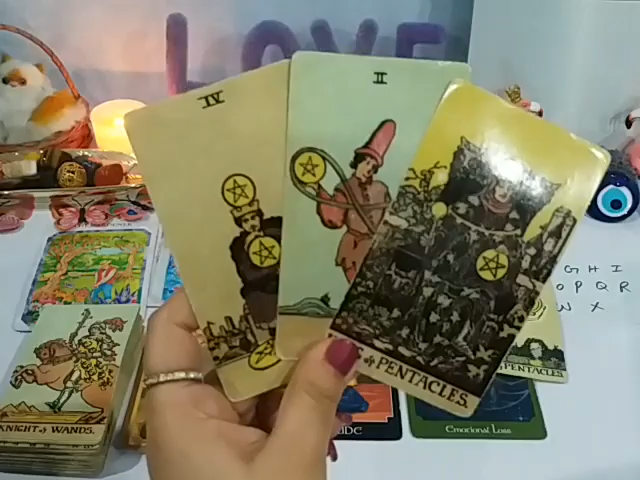 LOVE
IV
II
G H I
O P Q R
W X
PENTACLES.
PENTACLES.
KNIGHT of WANDS.
Emotional Loss